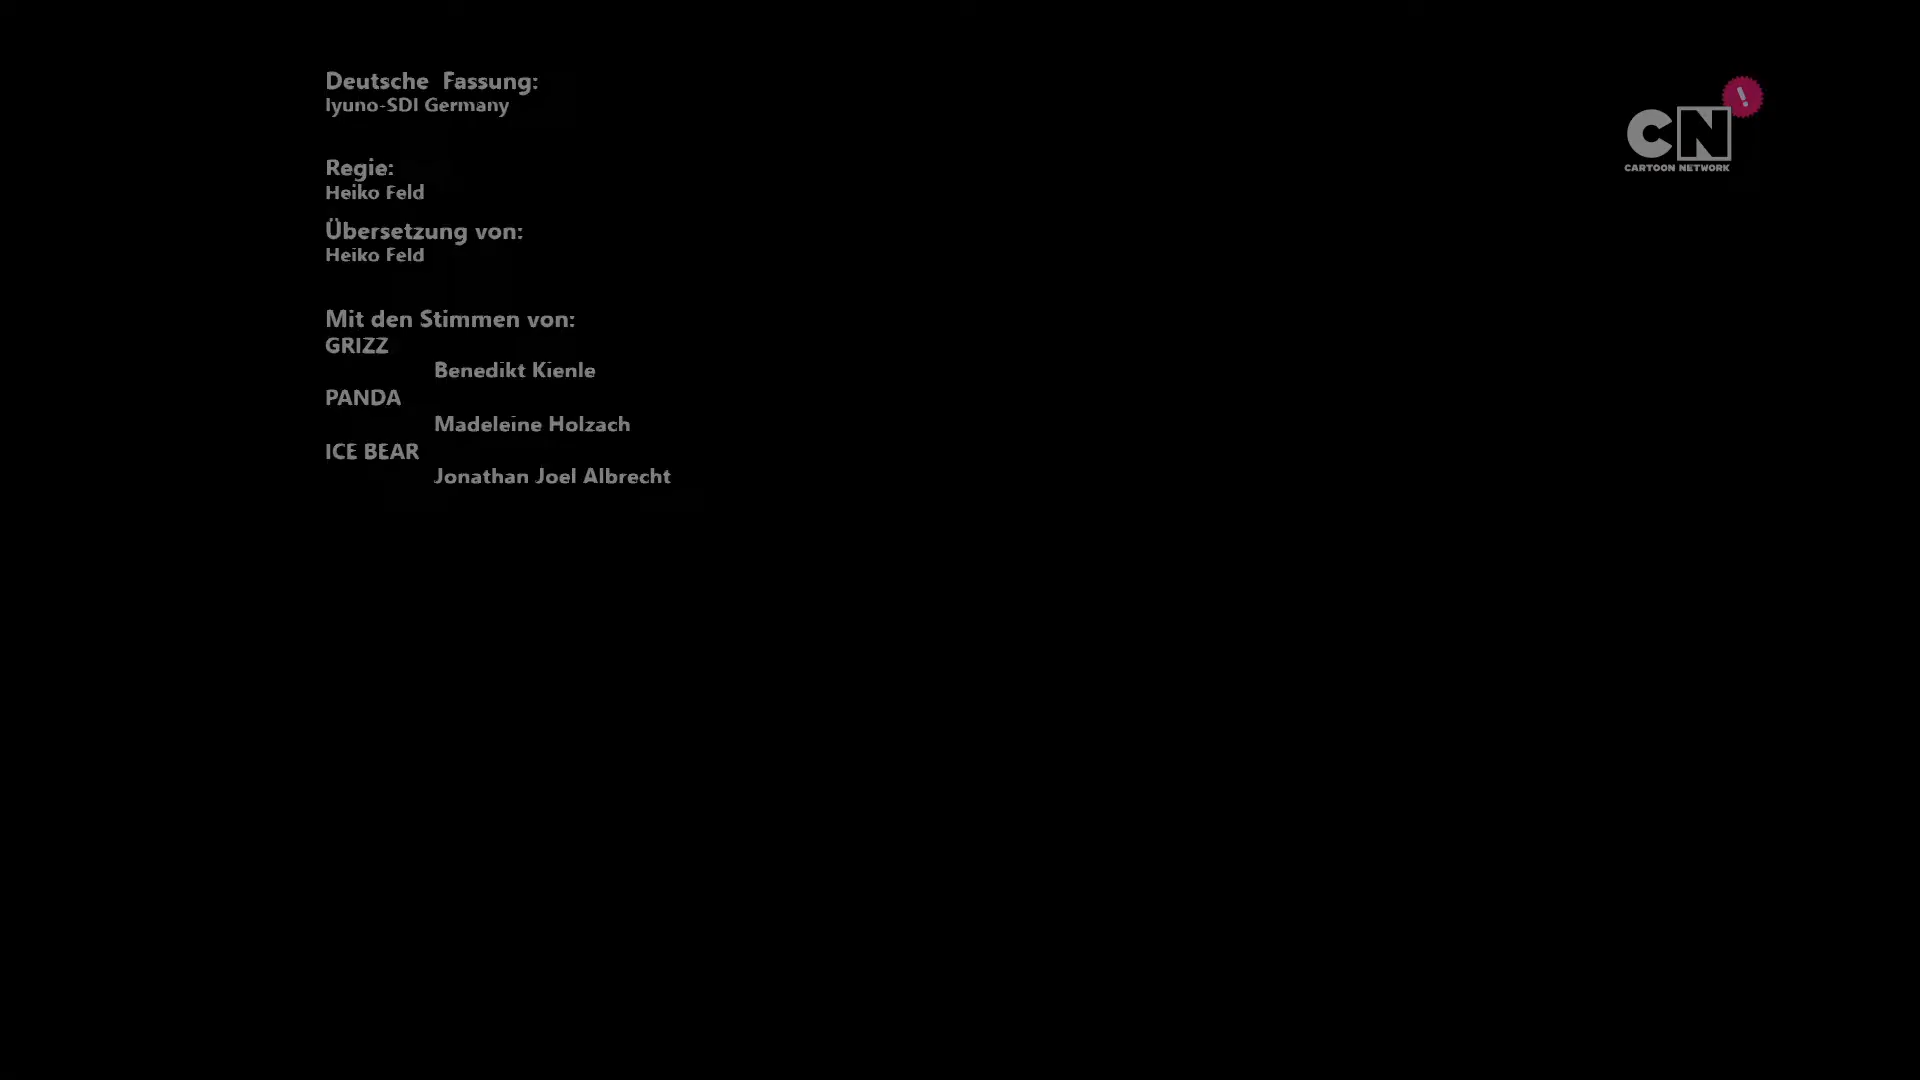 Deutsche Fassung:
Iyuno-SDI Germany
Regie:
Heiko Feld
Übersetzung von:
Heiko Feld
Mit den Stimmen von:
GRIZZ
Benedikt Kienle
PANDA
Madeleine Holzach
ICE BEAR
Jonathan Joel Albrecht
!
CN
CARTOON NETWORK